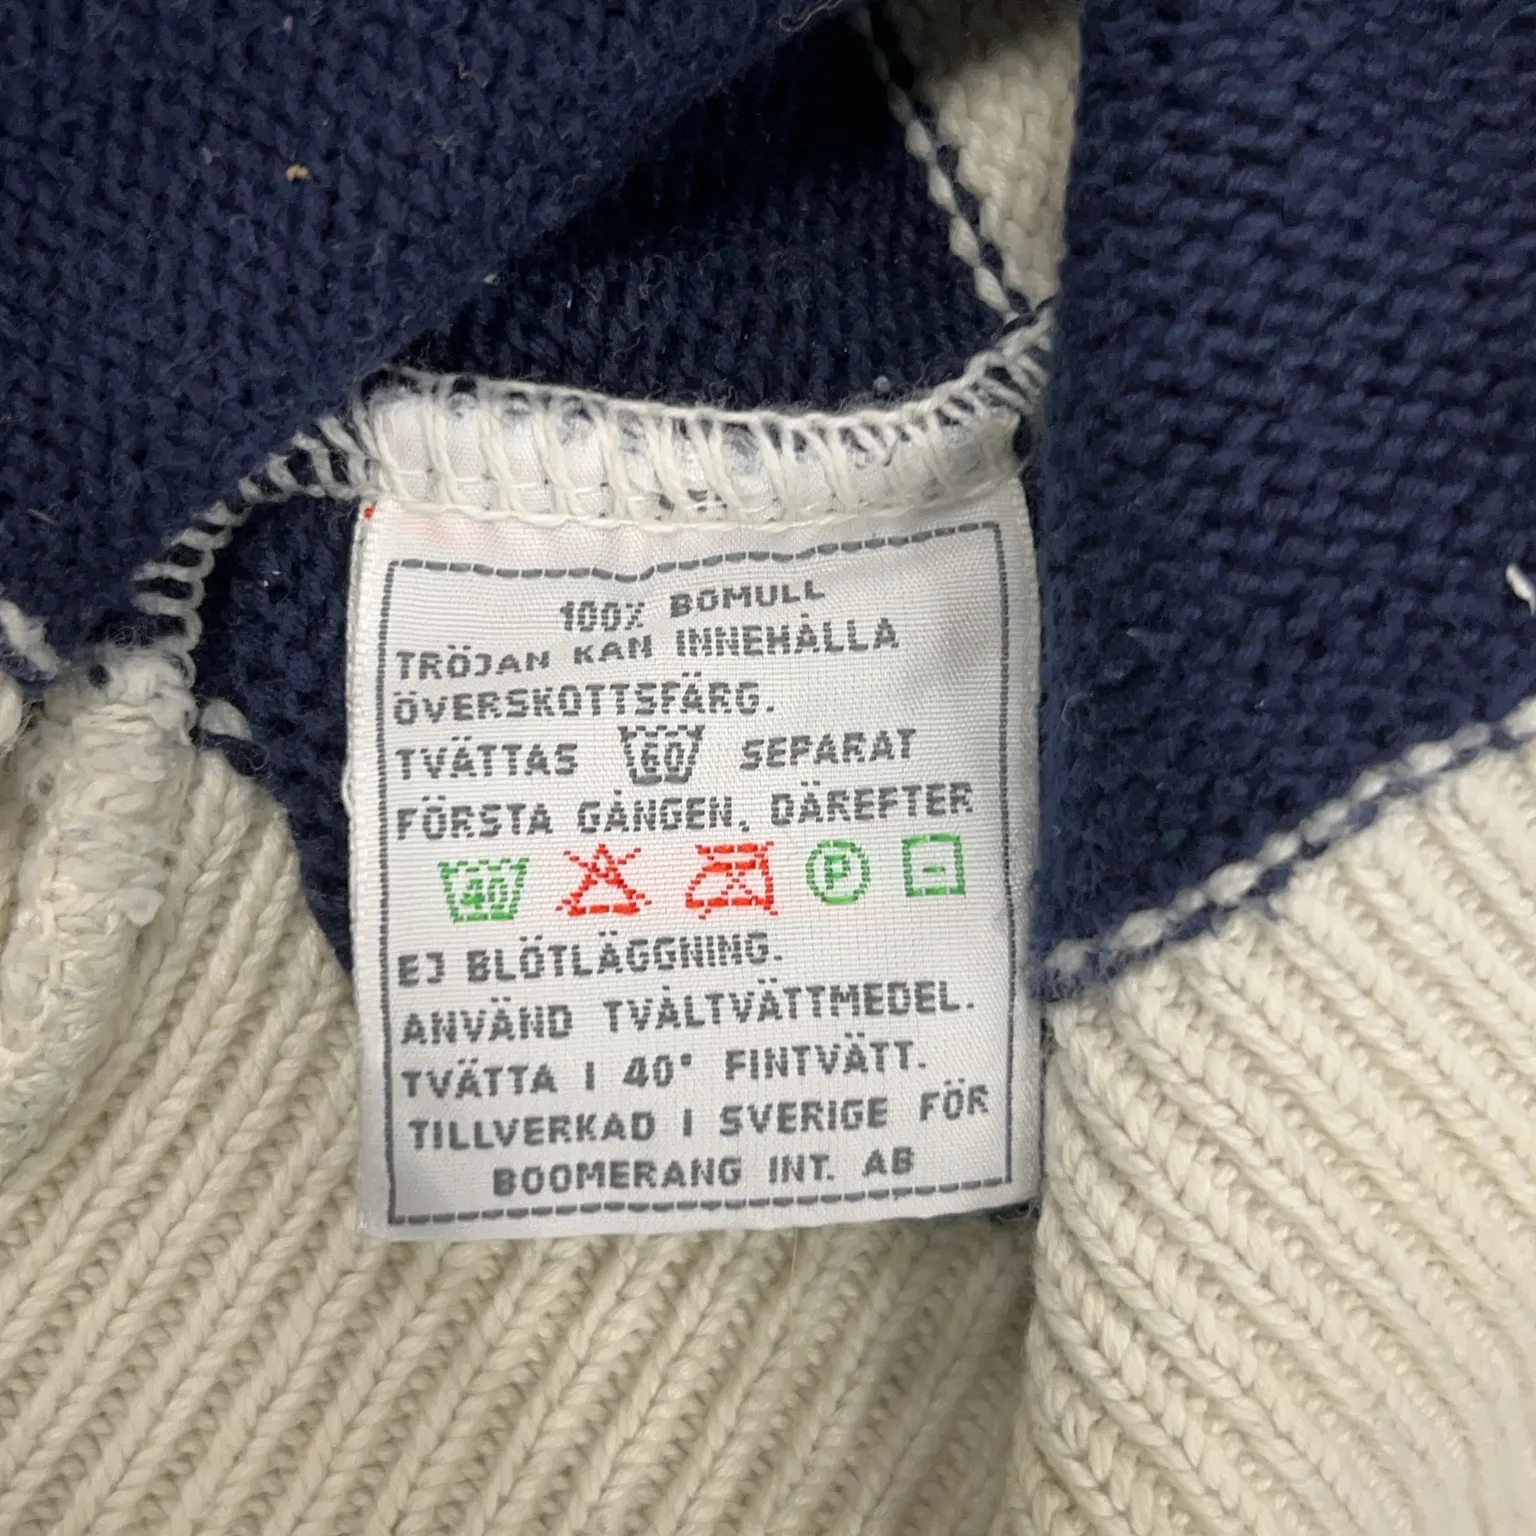 100% BOMULL
TRÖJAN KAN INNEHÅLLA
ÖVERSKOTTSFÄRG.
TVÄTTAS 60 SEPARAT
FÖRSTA GÅNGEN, DÄREFTER
40 P
EJ BLÖTLÄGGNING.
ANVÄND TVÅLTVÄTTMEDEL.
TVÄTTA I 40° FINTVÄTT.
TILLVERKAD I SVERIGE FÖR
BOOMERANG INT. AB